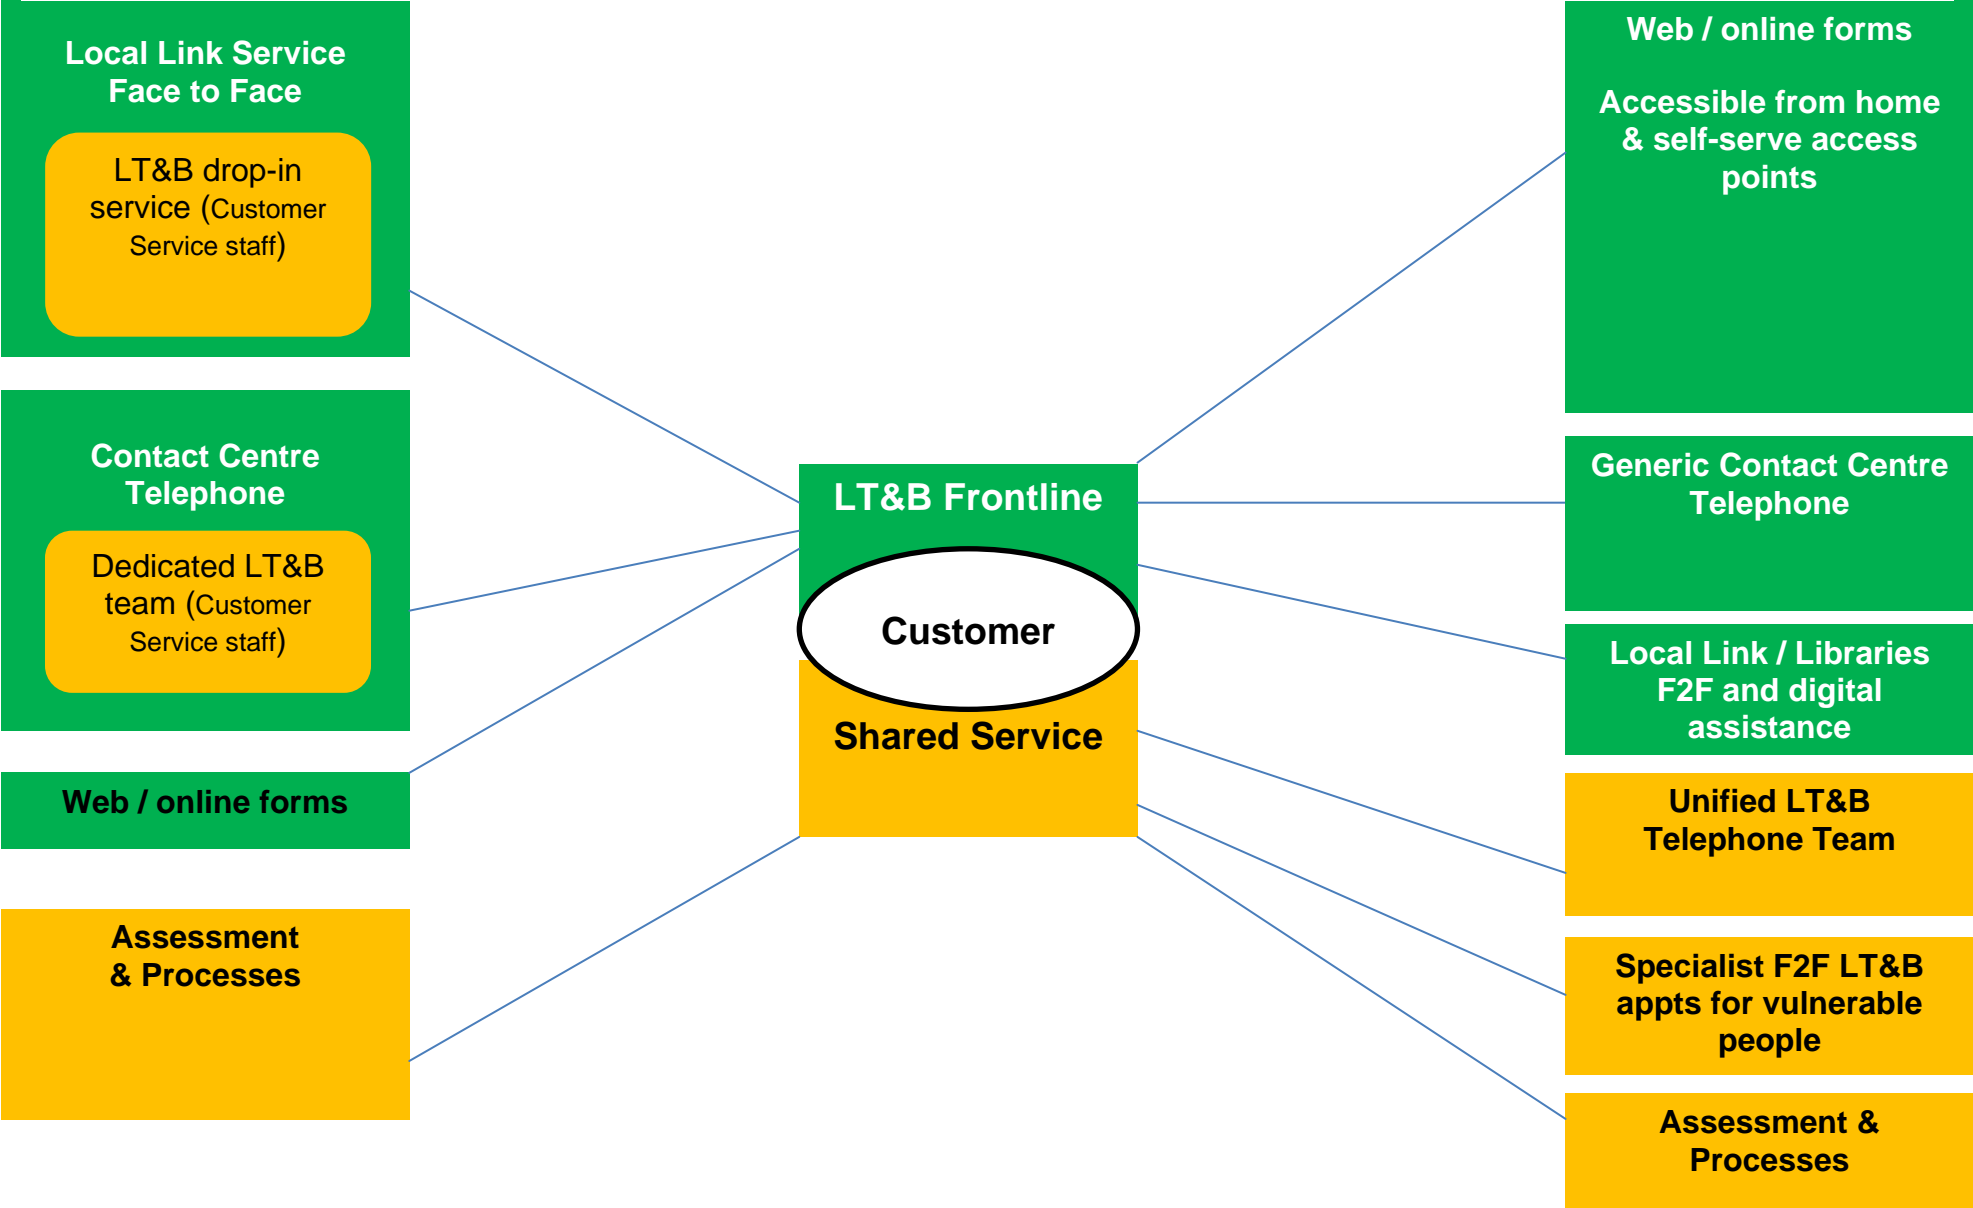 Local Link Service
Face to Face
LT&B drop-in
service (Customer
Service staff)
Contact Centre
Telephone
Dedicated LT&B
team (Customer
Service staff)
Web / online forms
Assessment
& Processes
LT&B Frontline
Customer
Shared Service
Web / online forms
Accessible from home
& self-serve access
points
Generic Contact Centre
Telephone
Local Link / Libraries
F2F and digital
assistance
Unified LT&B
Telephone Team
Specialist F2F LT&B
appts for vulnerable
people
Assessment &
Processes